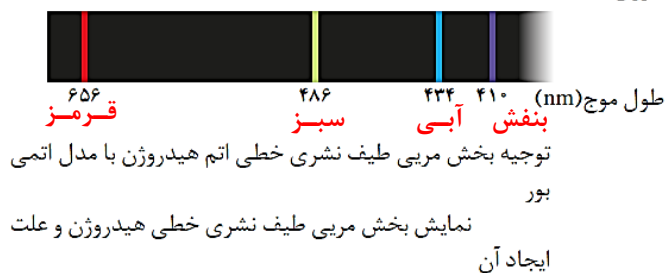 ۶۵۶ ۴۸۶ ۴۳۴ ۴۱۰ طول موج(nm)
قرمز سبز آبی بنفش
توجیه بخش مریی طیف نشری خطی اتم هیدروژن با مدل اتمی
بور
نمایش بخش مریی طیف نشری خطی هیدروژن و علت
ایجاد آن